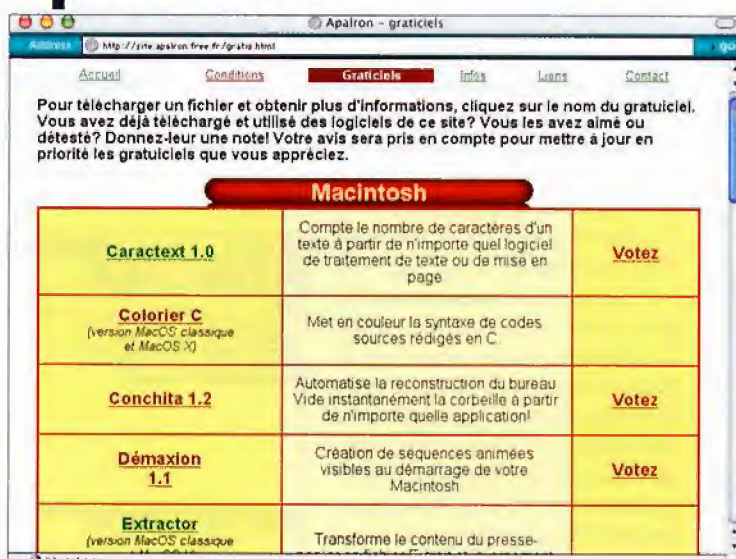 Apalron - graticiels
Address http://site.apalron.free.fr/gratis.html go
Accueil Conditions Graticiels Infos Liens Contact
Pour télécharger un fichier et obtenir plus d'informations, cliquez sur le nom du gratuiciel.
Vous avez déjà téléchargé et utilisé des logiciels de ce site? Vous les avez aimé ou
détesté? Donnez-leur une note! Votre avis sera pris en compte pour mettre à jour en
priorité les gratuiciels que vous appréciez.
Macintosh
Caractext 1.0
Compte le nombre de caractères d'un
texte à partir de n'importe quel logiciel
de traitement de texte ou de mise en
page
Votez
Colorier C
(version MacOS classique
et MacOS X)
Met en couleur la syntaxe de codes
sources rédigés en C.
Conchita 1.2
Automatise la reconstruction du bureau
Vide instantanément la corbeille à partir
de n'importe quelle application!
Votez
Démaxion
1.1
Création de séquences animées
visibles au démarrage de votre
Macintosh
Votez
Extractor
(version MacOS classique
Transforme le contenu du presse-